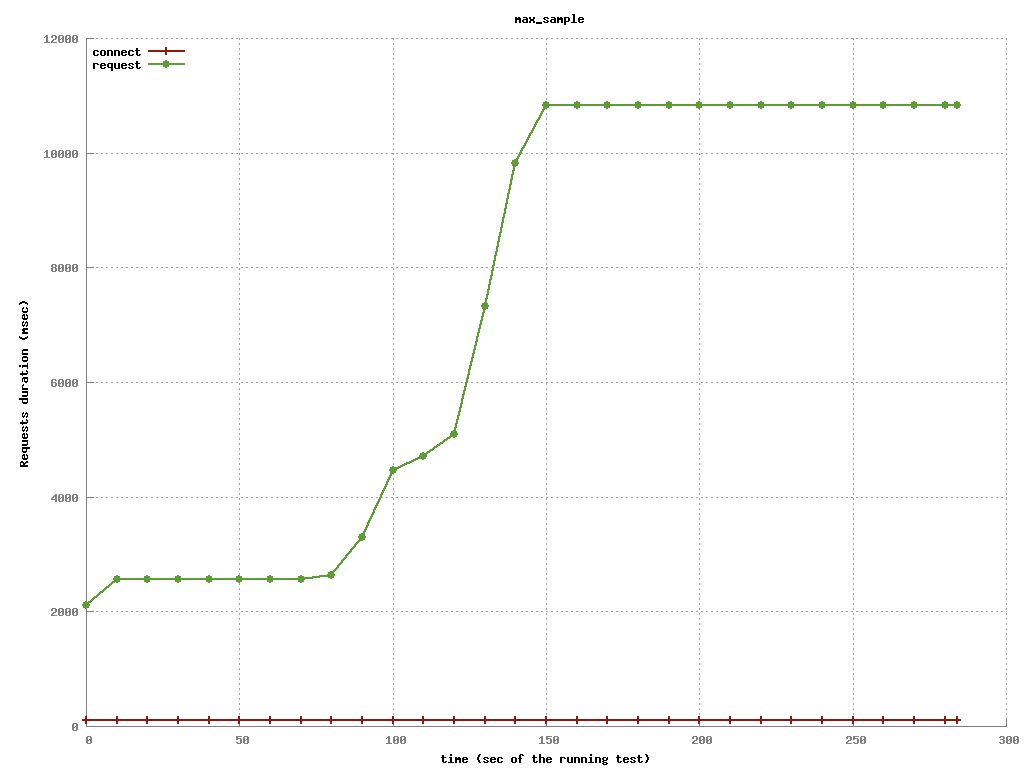 max_sample
12000
connect
request
10000
8000
6000
4000
2000
0
0 50 100 150 200 250 300
Requests duration (msec)
time (sec of the running test)